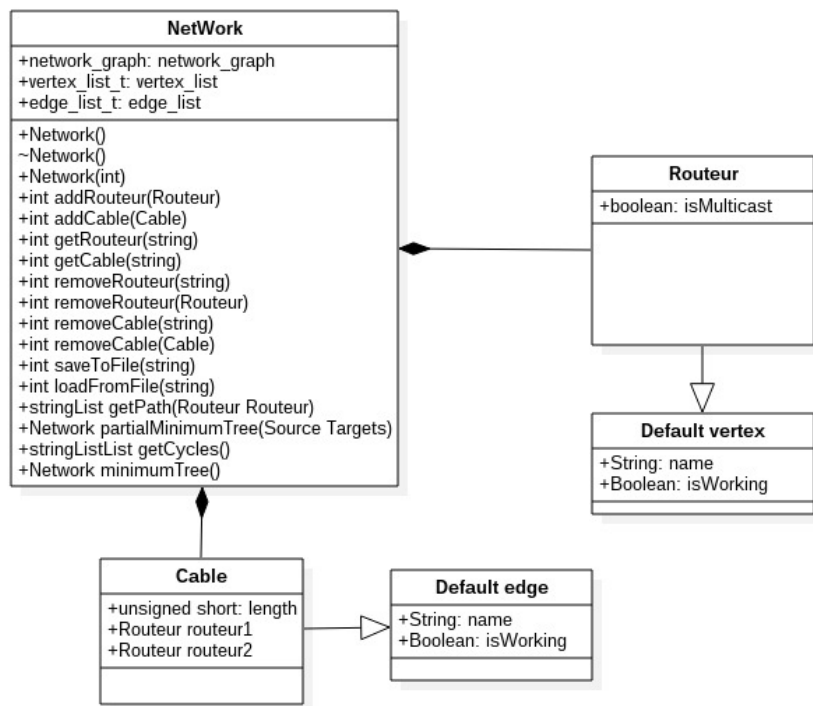 NetWork
+network_graph: network_graph
+vertex_list_t: vertex_list
+edge_list_t: edge_list
+Network()
~Network()
+Network(int)
+int addRouteur(Routeur)
+int addCable(Cable)
+int getRouteur(string)
+int getCable(string)
+int removeRouteur(string)
+int removeRouteur(Routeur)
+int removeCable(string)
+int removeCable(Cable)
+int saveToFile(string)
+int loadFromFile(string)
+stringList getPath(Routeur Routeur)
+Network partialMinimumTree(Source Targets)
+stringListList getCycles()
+Network minimumTree()
Routeur
+boolean: isMulticast
Default vertex
+String: name
+Boolean: isWorking
Cable
+unsigned short: length
+Routeur routeur1
+Routeur routeur2
Default edge
+String: name
+Boolean: isWorking